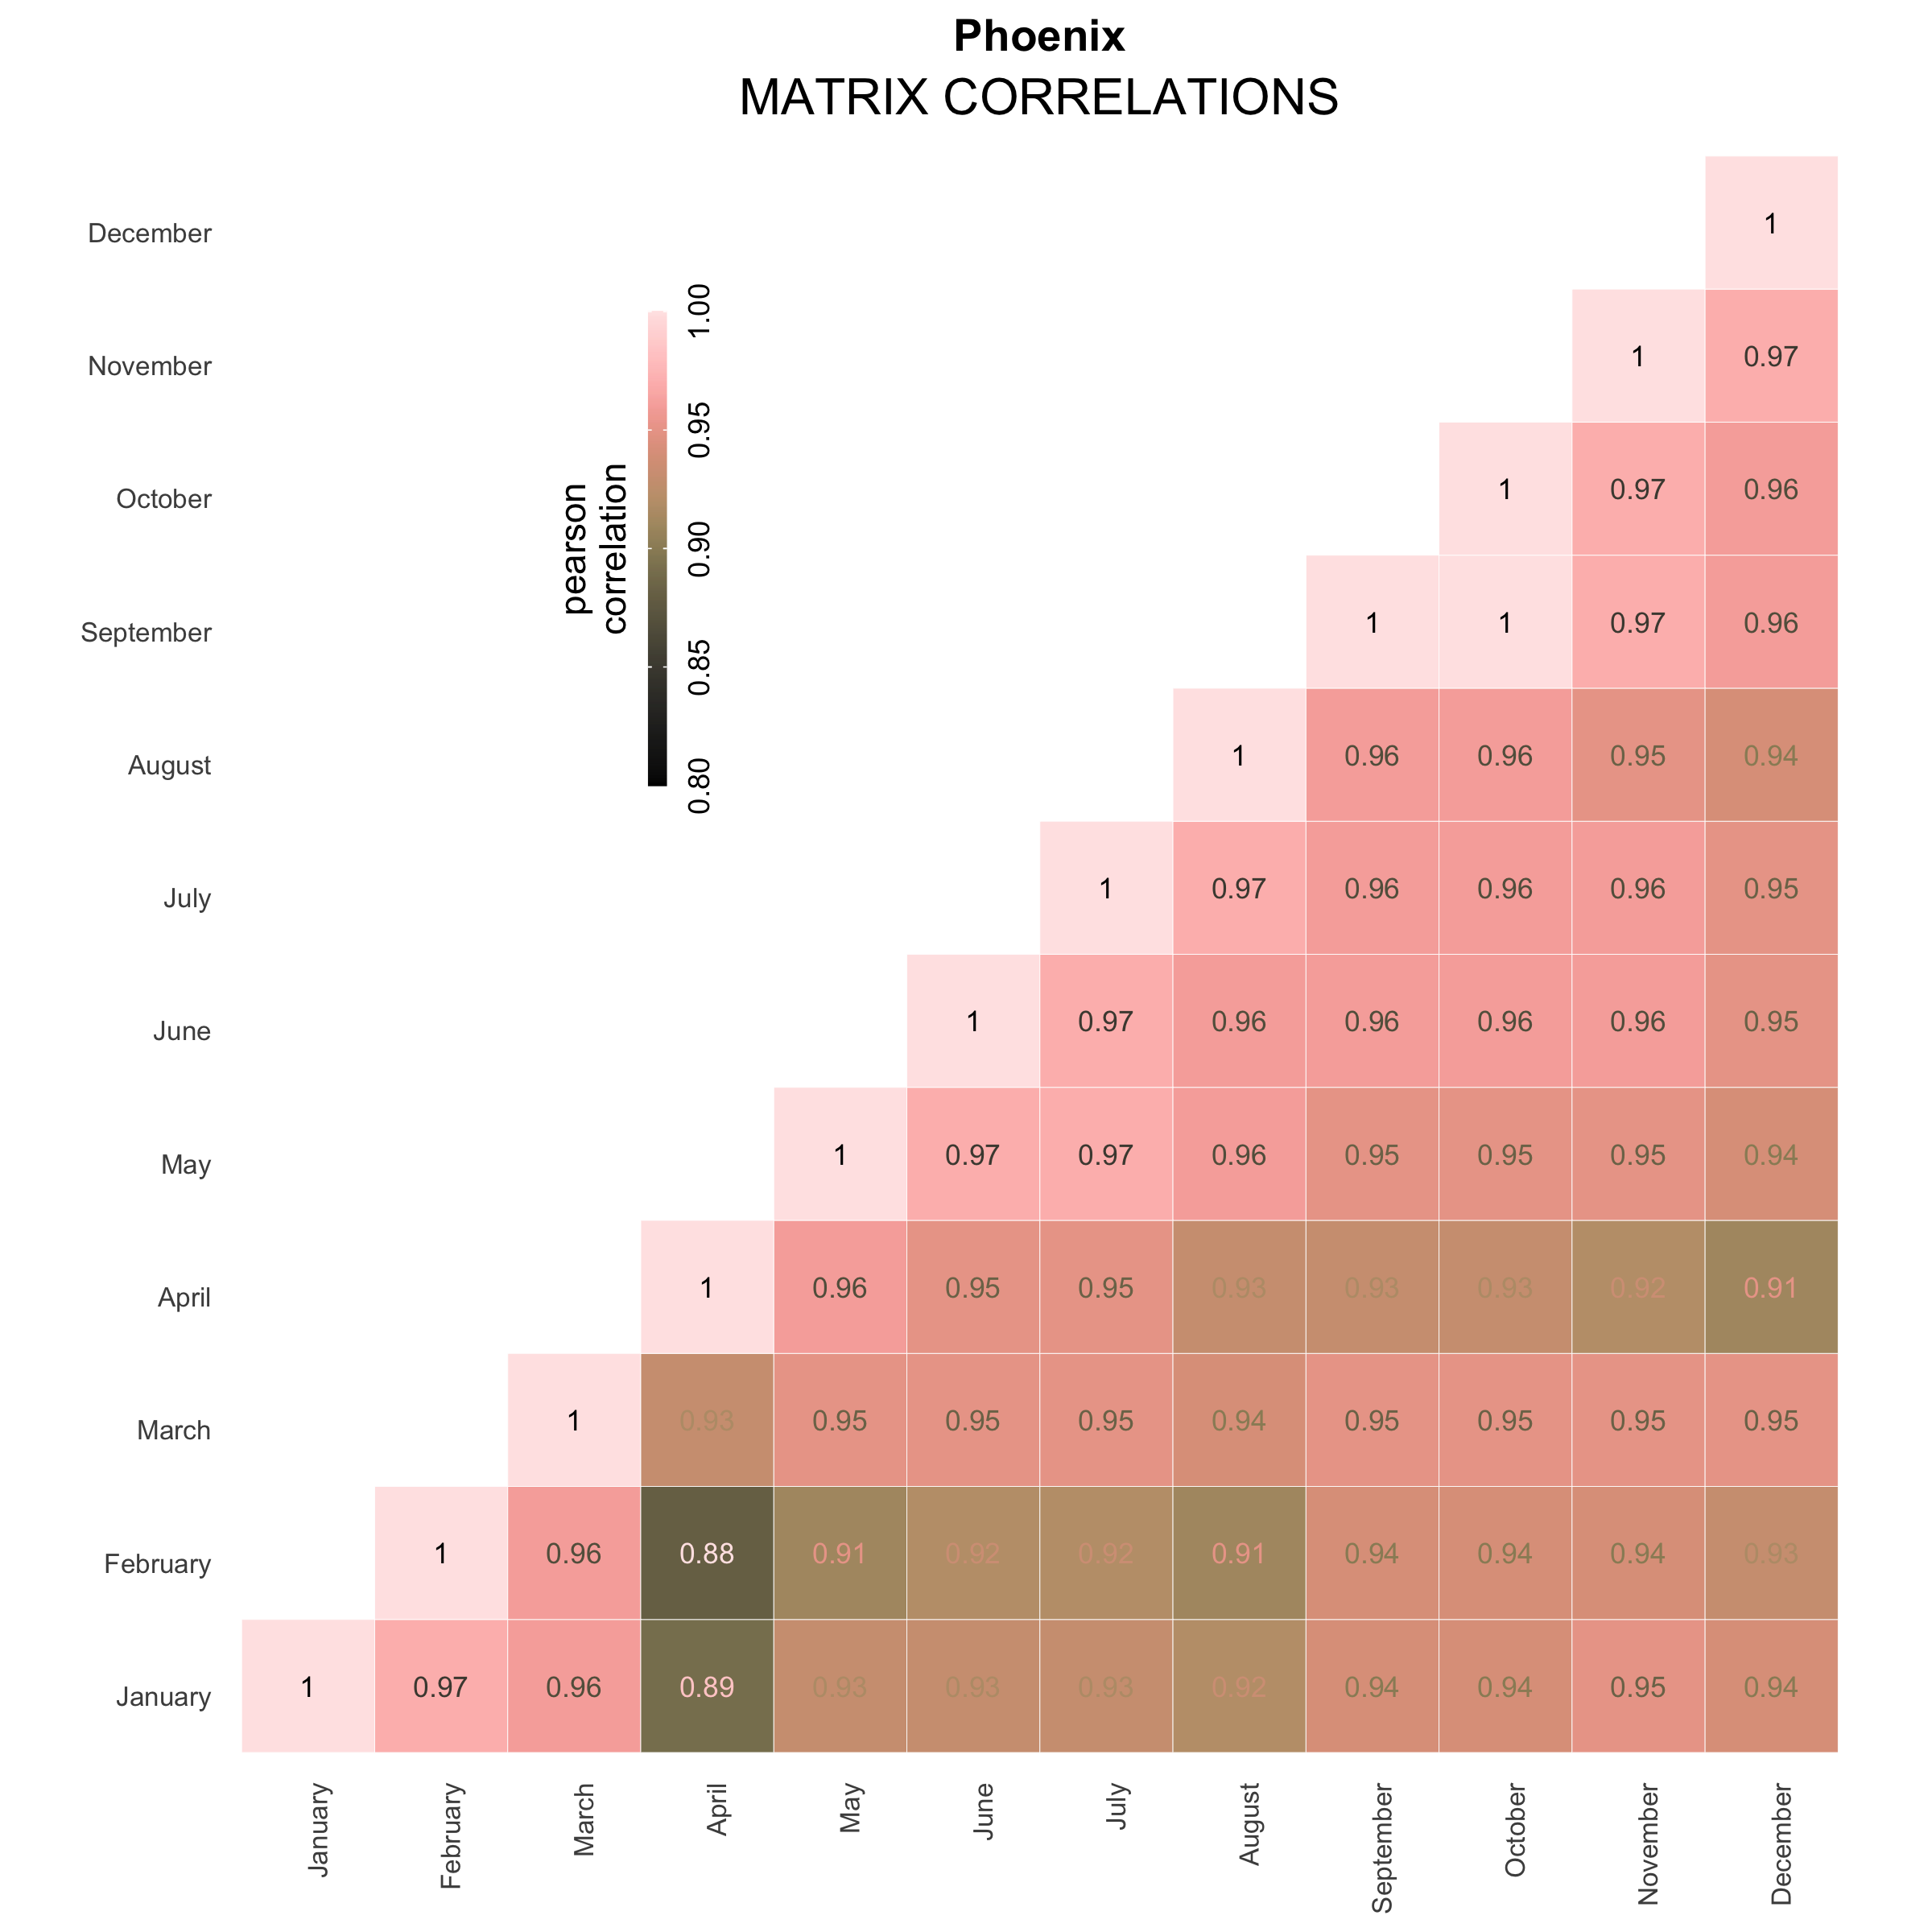 Phoenix
MATRIX CORRELATIONS
December 1
November 1 0.97
October 1 0.97 0.96
September 1 1 0.97 0.96
August 1 0.96 0.96 0.95 0.94
July 1 0.97 0.96 0.96 0.96 0.95
June 1 0.97 0.96 0.96 0.96 0.96 0.95
May 1 0.97 0.97 0.96 0.95 0.95 0.95 0.94
April 1 0.96 0.95 0.95 0.93 0.93 0.93 0.92 0.91
March 1 0.93 0.95 0.95 0.95 0.94 0.95 0.95 0.95 0.95
February 1 0.96 0.88 0.91 0.92 0.92 0.91 0.94 0.94 0.94 0.93
January 1 0.97 0.96 0.89 0.93 0.93 0.93 0.92 0.94 0.94 0.95 0.94
January February March April May June July August September October November December
pearson
correlation
0.80 0.85 0.90 0.95 1.00